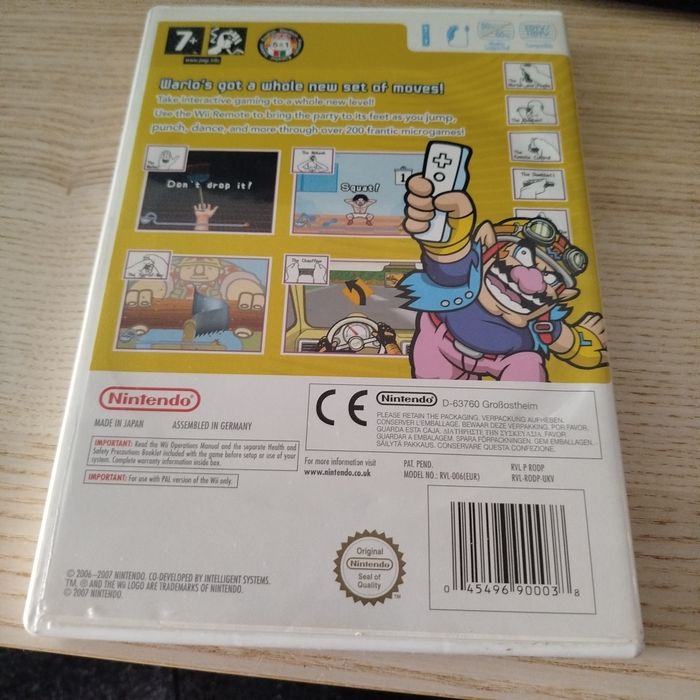 7+
www.pegi.info
Wario's got a whole new set of moves!
Take interactive gaming to a whole new level!
Use the Wii Remote to bring the party to its feet as you jump,
punch, dance, and more through over 200 frantic microgames!
Don't drop it!
Squat!
1
The Chauffeur
Nintendo
MADE IN JAPAN ASSEMBLED IN GERMANY
IMPORTANT: Read the Wii Operations Manual and the separate Health and
Safety Precautions Booklet included with the game before setup or use of your
system. Complete warranty information inside box.
IMPORTANT: For use with PAL version of the Wii only.
CE Nintendo D-63760 Großostheim
PLEASE RETAIN THE PACKAGING. VERPACKUNG AUFHEBEN.
CONSERVER L'EMBALLAGE. BEWAAR DEZE VERPAKKING. POR FAVOR,
GUARDA ESTA CAJA. ΔΙΑΤΗΡΗΣΤΕ ΤΗΝ ΣΥΣΚΕΥΑΣΙΑ. FAVOR
GUARDAR A EMBALAGEM. SPARA FÖRPACKNINGEN. GEM EMBALLAGEN.
SÄILYTÄ PAKKAUS. CONSERVARE QUESTA CONFEZIONE.
For more information visit
www.nintendo.co.uk
PAT. PEND. RVL P RODP
MODEL NO.: RVL-006(EUR) RVL-RODP-UKV
Original
Nintendo
Seal of
Quality
TM
0 45496 90003 8
© 2006–2007 NINTENDO. CO-DEVELOPED BY INTELLIGENT SYSTEMS.
TM, ® AND THE Wii LOGO ARE TRADEMARKS OF NINTENDO.
© 2007 NINTENDO.